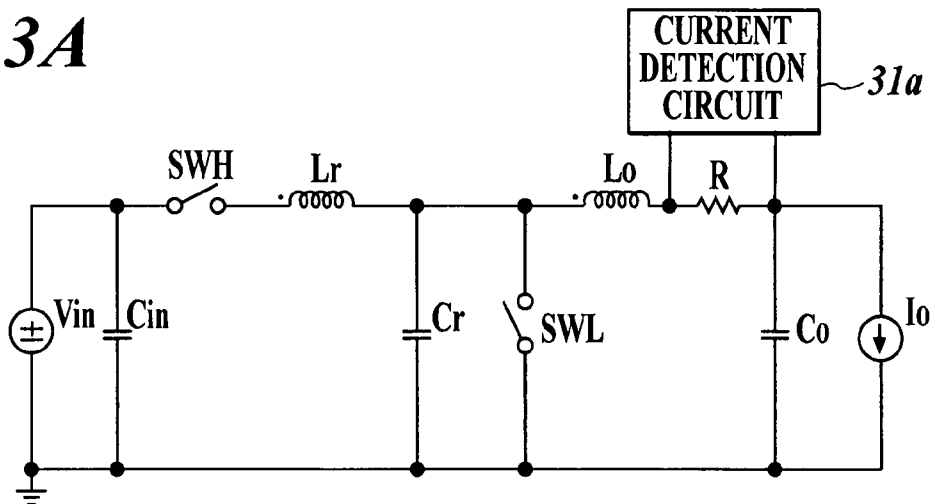 3A
CURRENT
DETECTION
CIRCUIT
31a
SWH
Lr
Lo
R
Vin
Cin
Cr
SWL
Co
Io